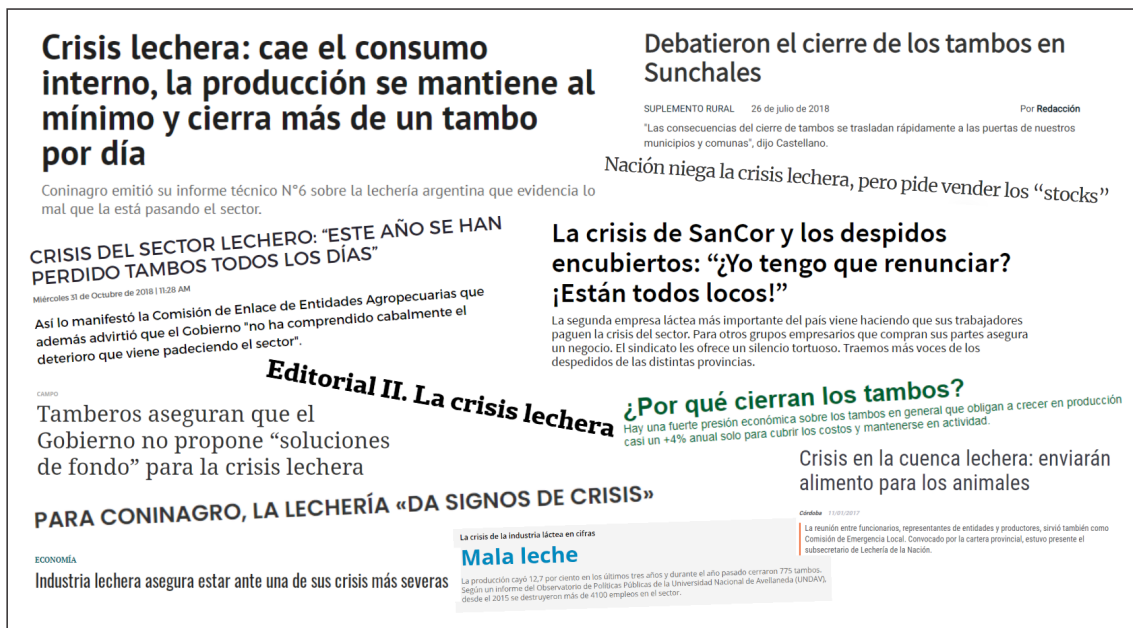 Crisis lechera: cae el consumo
interno, la producción se mantiene al
mínimo y cierra más de un tambo
por día
Coninagro emitió su informe técnico N°6 sobre la lechería argentina que evidencia lo
mal que la está pasando el sector.
Debatieron el cierre de los tambos en
Sunchales
SUPLEMENTO RURAL 26 de julio de 2018 Por Redacción
"Las consecuencias del cierre de tambos se trasladan rápidamente a las puertas de nuestros
municipios y comunas", dijo Castellano.
Nación niega la crisis lechera, pero pide vender los “stocks”
CRISIS DEL SECTOR LECHERO: “ESTE AÑO SE HAN
PERDIDO TAMBOS TODOS LOS DÍAS”
Miércoles 31 de Octubre de 2018 | 11:28 AM
Así lo manifestó la Comisión de Enlace de Entidades Agropecuarias que
además advirtió que el Gobierno "no ha comprendido cabalmente el
deterioro que viene padeciendo el sector".
La crisis de SanCor y los despidos
encubiertos: “¿Yo tengo que renunciar?
¡Están todos locos!”
La segunda empresa láctea más importante del país viene haciendo que sus trabajadores
paguen la crisis del sector. Para otros grupos empresarios que compran sus partes asegura
un negocio. El sindicato les ofrece un silencio tortuoso. Traemos más voces de los
despedidos de las distintas provincias.
Editorial II. La crisis lechera
¿Por qué cierran los tambos?
Hay una fuerte presión económica sobre los tambos en general que obligan a crecer en producción
casi un +4% anual solo para cubrir los costos y mantenerse en actividad.
CAMPO
Tamberos aseguran que el
Gobierno no propone “soluciones
de fondo” para la crisis lechera
Crisis en la cuenca lechera: enviarán
alimento para los animales
Córdoba 11/01/2017
La reunión entre funcionarios, representantes de entidades y productores, sirvió también como
Comisión de Emergencia Local. Convocado por la cartera provincial, estuvo presente el
subsecretario de Lechería de la Nación.
PARA CONINAGRO, LA LECHERÍA «DA SIGNOS DE CRISIS»
La crisis de la industria láctea en cifras
Mala leche
La producción cayó 12,7 por ciento en los últimos tres años y durante el año pasado cerraron 775 tambos.
Según un informe del Observatorio de Políticas Públicas de la Universidad Nacional de Avellaneda (UNDAV),
desde el 2015 se destruyeron más de 4100 empleos en el sector.
ECONOMÍA
Industria lechera asegura estar ante una de sus crisis más severas